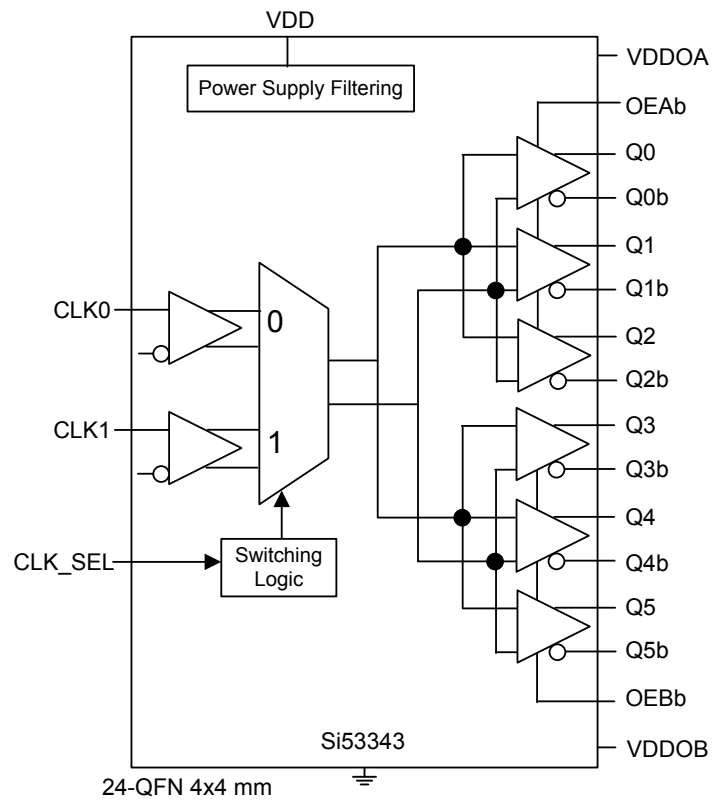 VDD
Power Supply Filtering
VDDOA
OEAb
Q0
Q0b
Q1
Q1b
CLK0
0
Q2
Q2b
CLK1
1
Q3
Q3b
Q4
CLK_SEL
Switching
Logic
Q4b
Q5
Q5b
OEBb
Si53343
VDDOB
24-QFN 4x4 mm